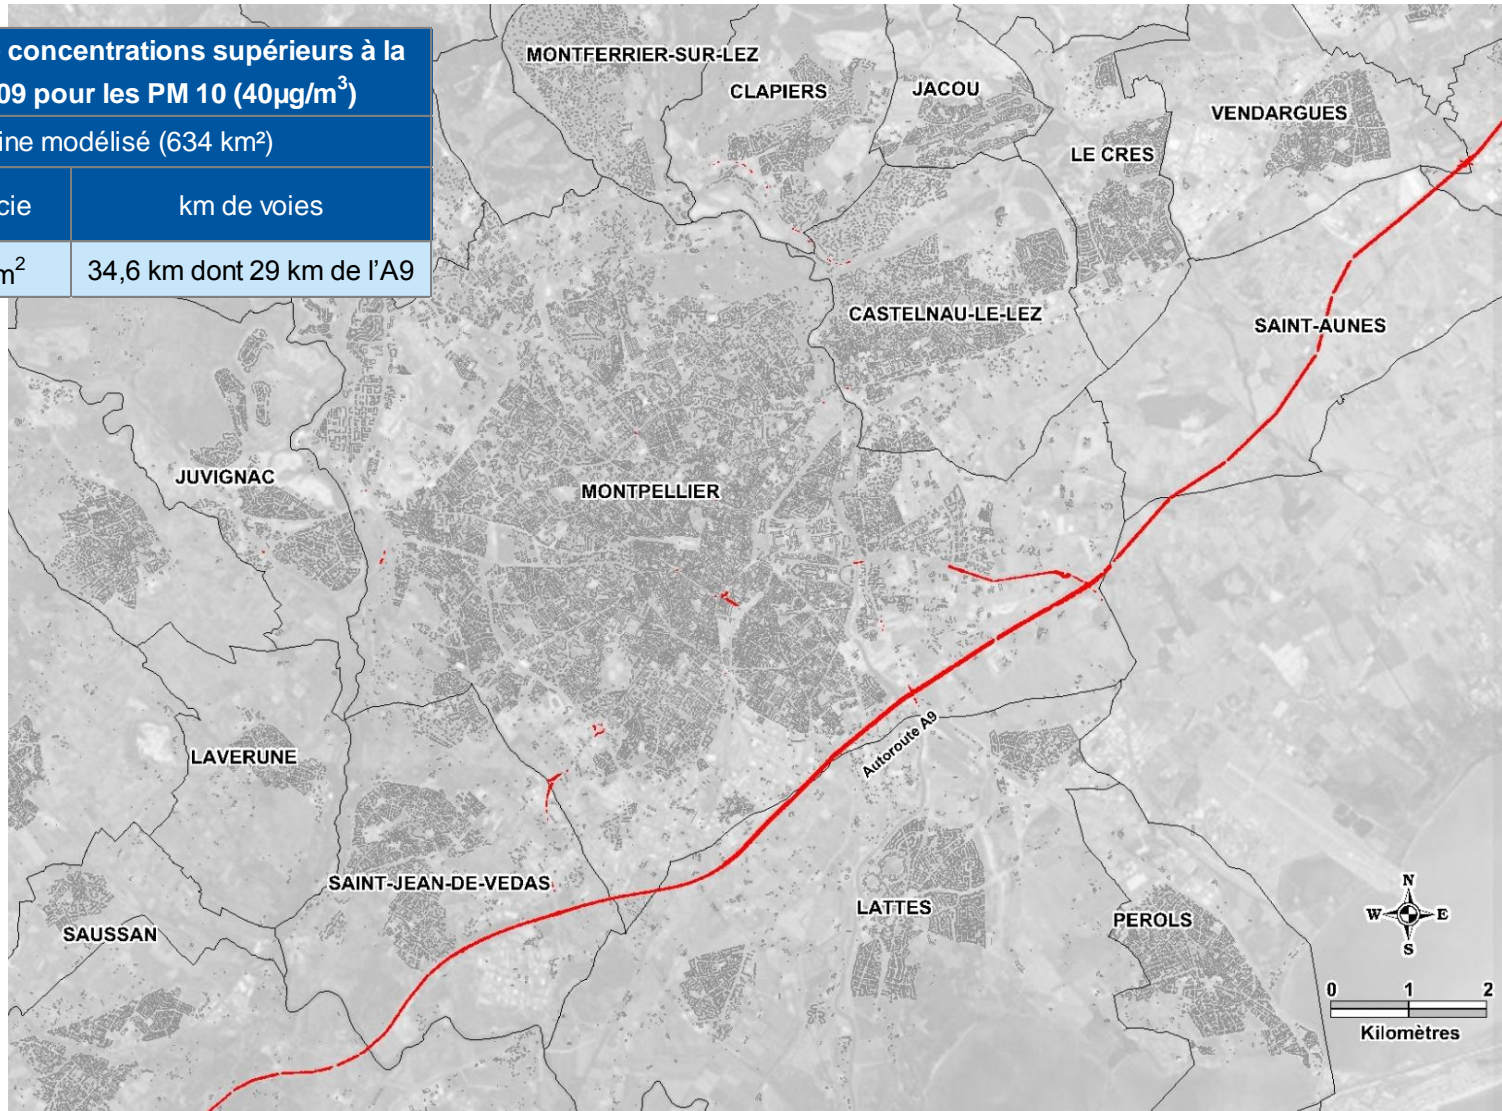 concentrations supérieurs à la
09 pour les PM 10 (40µg/m³)
ine modélisé (634 km²)
cie
km de voies
m²
34,6 km dont 29 km de l'A9
MONTFERRIER-SUR-LEZ
CLAPIERS
JACOU
VENDARGUES
LE CRES
CASTELNAU-LE-LEZ
SAINT-AUNES
JUVIGNAC
MONTPELLIER
Autoroute A9
LAVERUNE
SAINT-JEAN-DE-VEDAS
LATTES
PEROLS
SAUSSAN
N
W E
S
0 1 2
Kilomètres